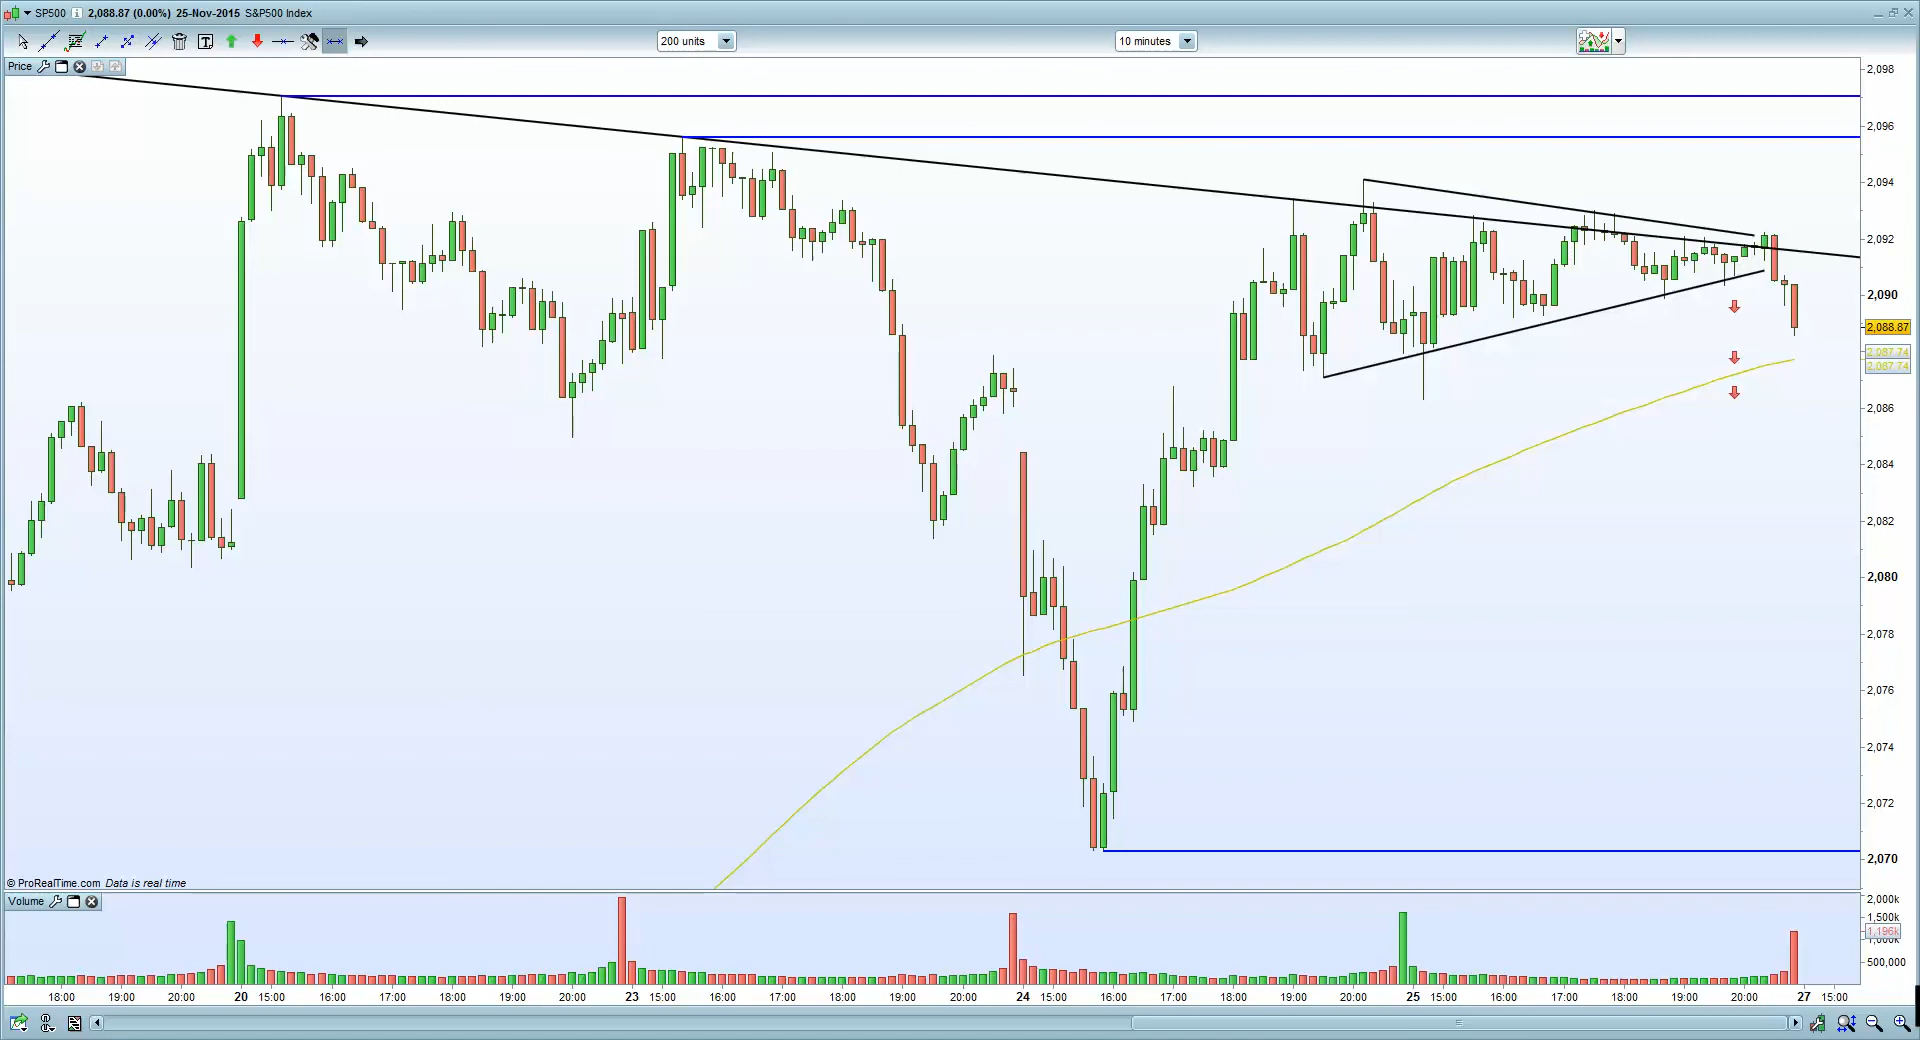 SP500 i 2,088.87 (0.00%) 25-Nov-2015 S&P500 Index
200 units
10 minutes
Price
2,098
2,096
2,094
2,092
2,090
2,088.87
2,087.74
2,087.74
2,086
2,084
2,082
2,080
2,078
2,076
2,074
2,072
2,070
© ProRealTime.com Data is real time
Volume
2,000k
1,500k
1,196k
1,000k
500,000
18:00 19:00 20:00 20 15:00 16:00 17:00 18:00 19:00 20:00 23 15:00 16:00 17:00 18:00 19:00 20:00 24 15:00 16:00 17:00 18:00 19:00 20:00 25 15:00 16:00 17:00 18:00 19:00 20:00 27 15:00